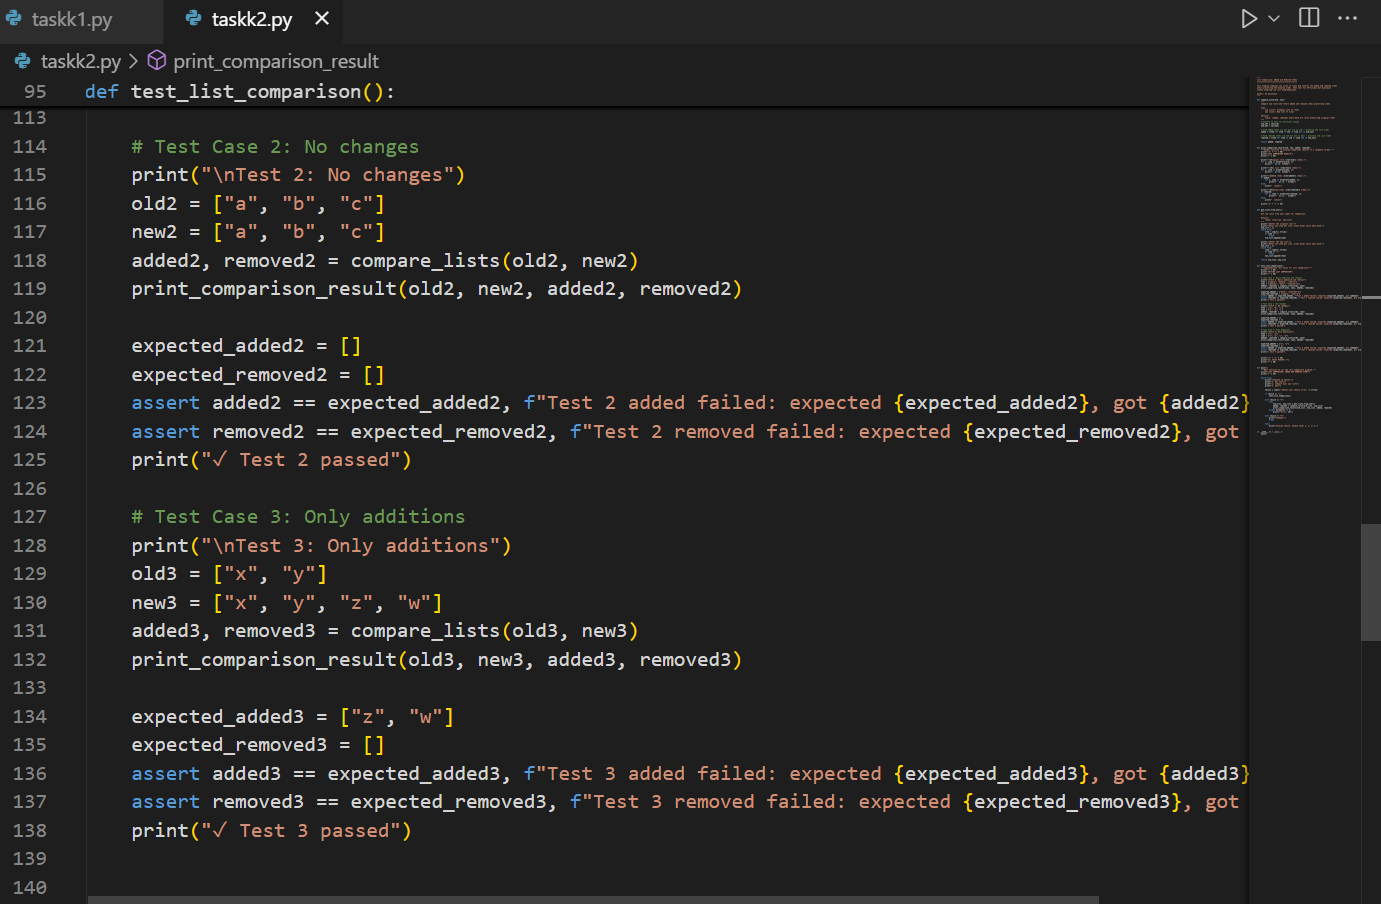 taskk1.py taskk2.py
taskk2.py > print_comparison_result
95 def test_list_comparison():
113
114 # Test Case 2: No changes
115 print("\nTest 2: No changes")
116 old2 = ["a", "b", "c"]
117 new2 = ["a", "b", "c"]
118 added2, removed2 = compare_lists(old2, new2)
119 print_comparison_result(old2, new2, added2, removed2)
120
121 expected_added2 = []
122 expected_removed2 = []
123 assert added2 == expected_added2, f"Test 2 added failed: expected {expected_added2}, got {added2}
124 assert removed2 == expected_removed2, f"Test 2 removed failed: expected {expected_removed2}, got
125 print("✓ Test 2 passed")
126
127 # Test Case 3: Only additions
128 print("\nTest 3: Only additions")
129 old3 = ["x", "y"]
130 new3 = ["x", "y", "z", "w"]
131 added3, removed3 = compare_lists(old3, new3)
132 print_comparison_result(old3, new3, added3, removed3)
133
134 expected_added3 = ["z", "w"]
135 expected_removed3 = []
136 assert added3 == expected_added3, f"Test 3 added failed: expected {expected_added3}, got {added3}
137 assert removed3 == expected_removed3, f"Test 3 removed failed: expected {expected_removed3}, got
138 print("✓ Test 3 passed")
139
140